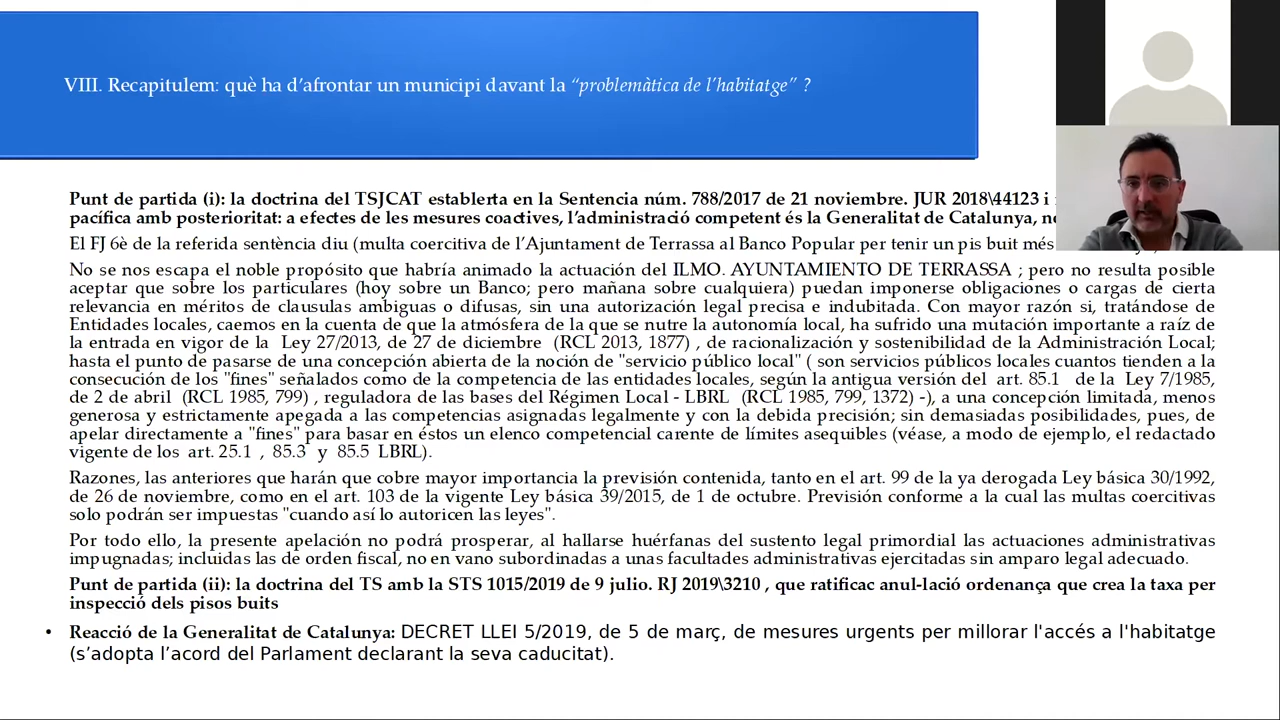 VIII. Recapitulem: què ha d’afrontar un municipi davant la “problemàtica de l’habitatge” ?
Punt de partida (i): la doctrina del TSJCAT establerta en la Sentencia núm. 788/2017 de 21 noviembre. JUR 2018\44123 i
pacífica amb posterioritat: a efectes de les mesures coactives, l’administració competent és la Generalitat de Catalunya,
El FJ 6è de la referida sentència diu (multa coercitiva de l’Ajuntament de Terrassa al Banco Popular per tenir un pis buit més
No se nos escapa el noble propósito que habría animado la actuación del ILMO. AYUNTAMIENTO DE TERRASSA ; pero no resulta posible
aceptar que sobre los particulares (hoy sobre un Banco; pero mañana sobre cualquiera) puedan imponerse obligaciones o cargas de cierta
relevancia en méritos de clausulas ambiguas o difusas, sin una autorización legal precisa e indubitada. Con mayor razón si, tratándose de
Entidades locales, caemos en la cuenta de que la atmósfera de la que se nutre la autonomía local, ha sufrido una mutación importante a raíz de
la entrada en vigor de la Ley 27/2013, de 27 de diciembre (RCL 2013, 1877) , de racionalización y sostenibilidad de la Administración Local;
hasta el punto de pasarse de una concepción abierta de la noción de "servicio público local" ( son servicios públicos locales cuantos tienden a la
consecución de los "fines" señalados como de la competencia de las entidades locales, según la antigua versión del art. 85.1 de la Ley 7/1985,
de 2 de abril (RCL 1985, 799) , reguladora de las bases del Régimen Local - LBRL (RCL 1985, 799, 1372) -), a una concepción limitada, menos
generosa y estrictamente apegada a las competencias asignadas legalmente y con la debida precisión; sin demasiadas posibilidades, pues, de
apelar directamente a "fines" para basar en éstos un elenco competencial carente de límites asequibles (véase, a modo de ejemplo, el redactado
vigente de los art. 25.1 , 85.3 y 85.5 LBRL).
Razones, las anteriores que harán que cobre mayor importancia la previsión contenida, tanto en el art. 99 de la ya derogada Ley básica 30/1992,
de 26 de noviembre, como en el art. 103 de la vigente Ley básica 39/2015, de 1 de octubre. Previsión conforme a la cual las multas coercitivas
solo podrán ser impuestas "cuando así lo autoricen las leyes".
Por todo ello, la presente apelación no podrá prosperar, al hallarse huérfanas del sustento legal primordial las actuaciones administrativas
impugnadas; incluidas las de orden fiscal, no en vano subordinadas a unas facultades administrativas ejercitadas sin amparo legal adecuado.
Punt de partida (ii): la doctrina del TS amb la STS 1015/2019 de 9 julio. RJ 2019\3210 , que ratificac anul·lació ordenança que crea la taxa per
inspecció dels pisos buits
• Reacció de la Generalitat de Catalunya: DECRET LLEI 5/2019, de 5 de març, de mesures urgents per millorar l'accés a l'habitatge
(s’adopta l’acord del Parlament declarant la seva caducitat).